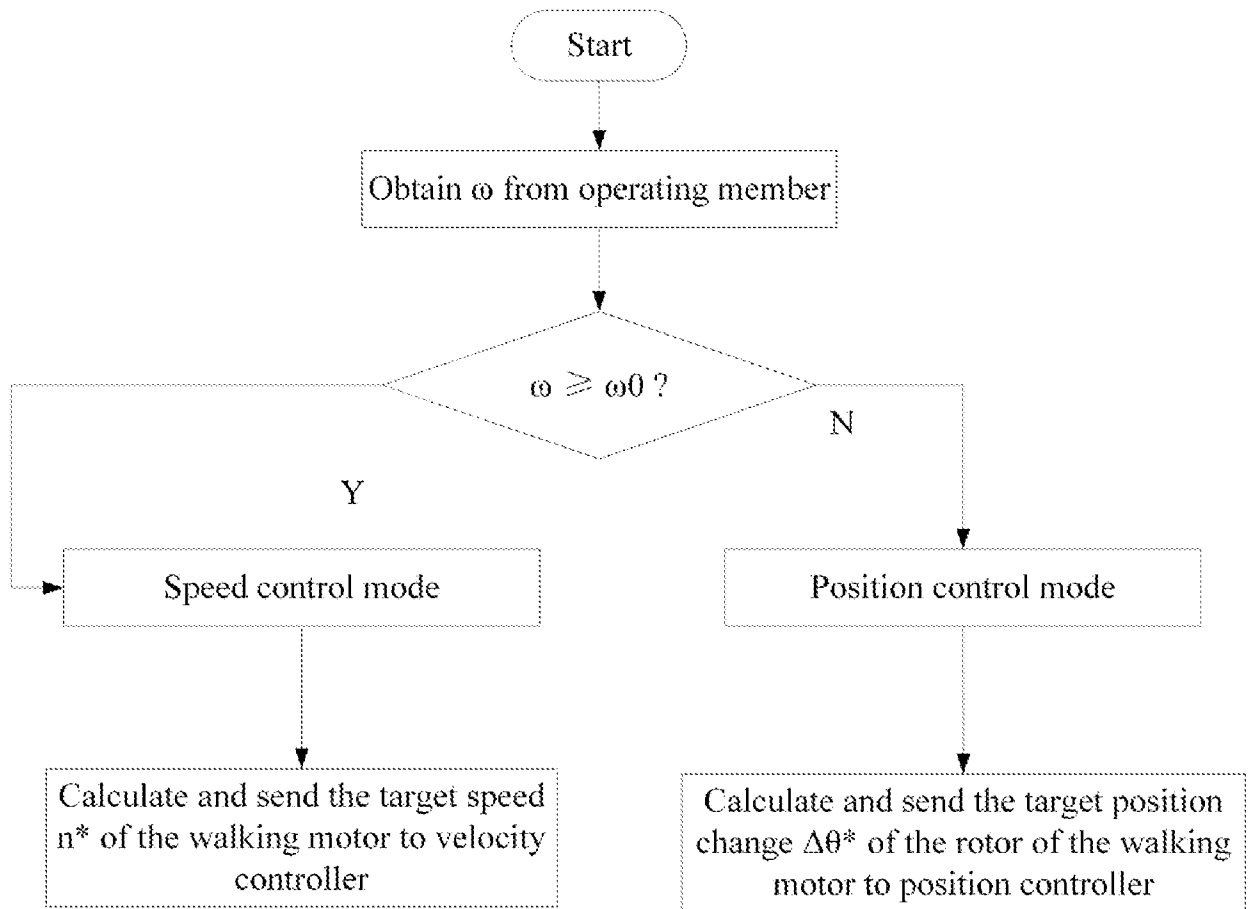 Start
Obtain ω from operating member
ω ⩾ ω0 ?
N
Y
Speed control mode
Position control mode
Calculate and send the target speed
n* of the walking motor to velocity
controller
Calculate and send the target position
change Δθ* of the rotor of the walking
motor to position controller